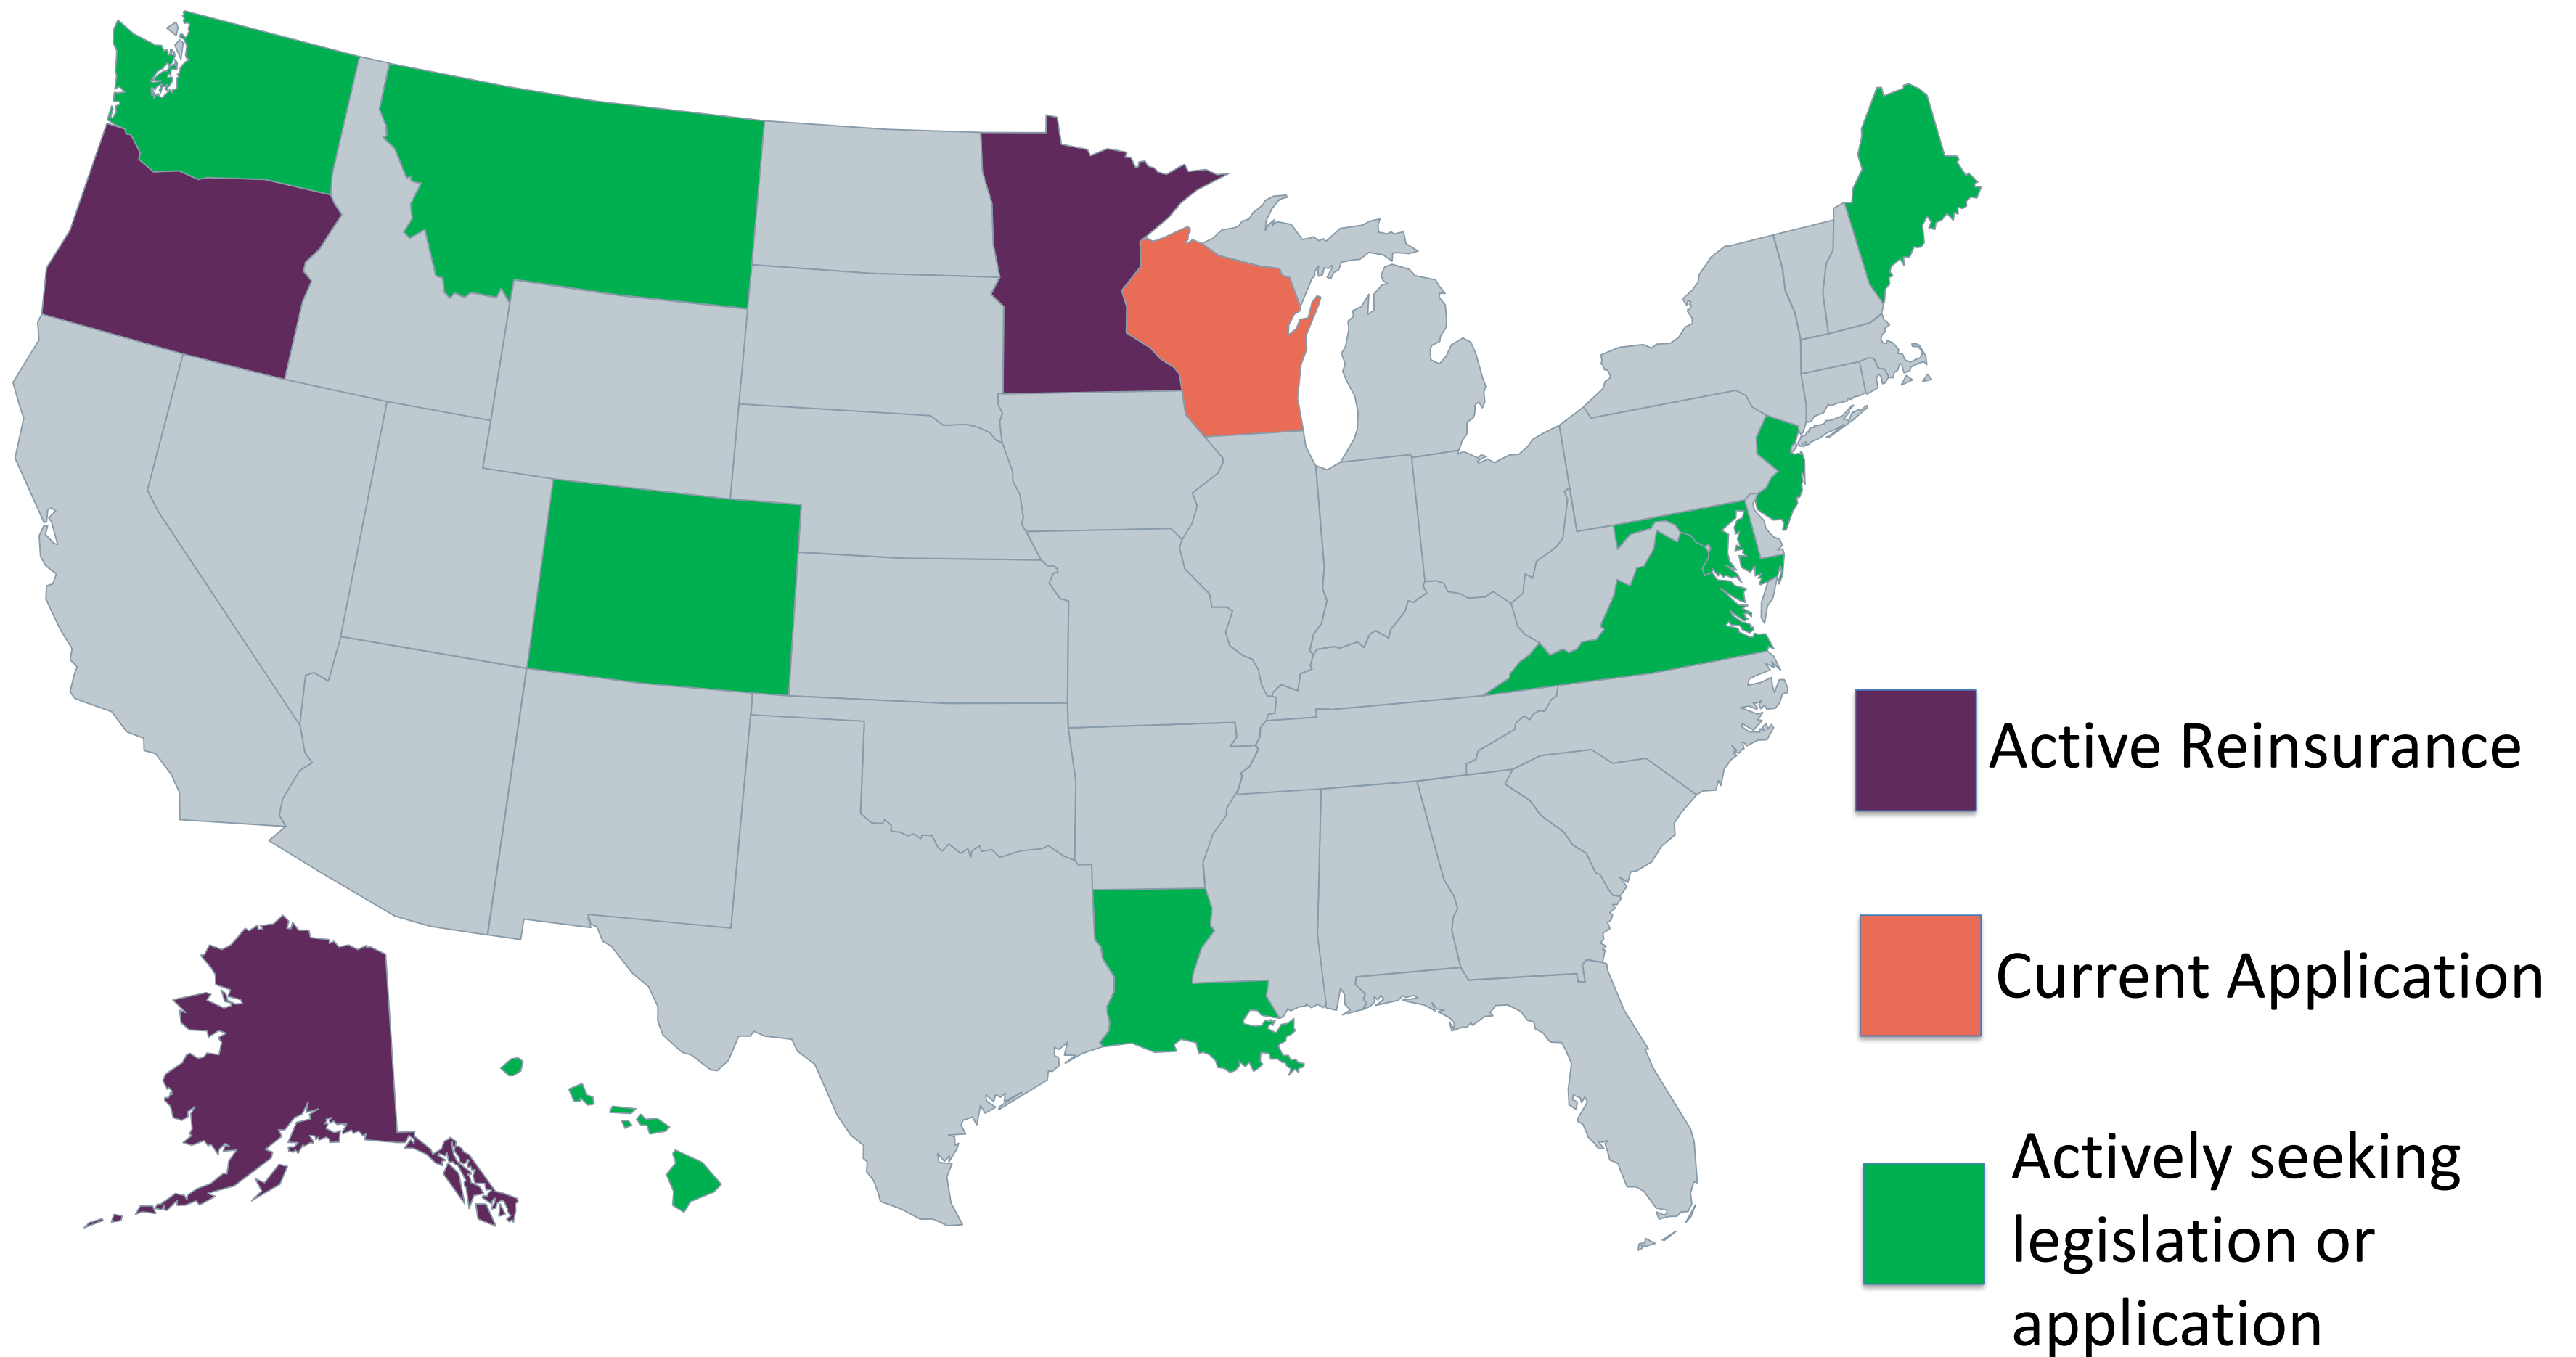 Active Reinsurance
Current Application
Actively seeking
legislation or
application